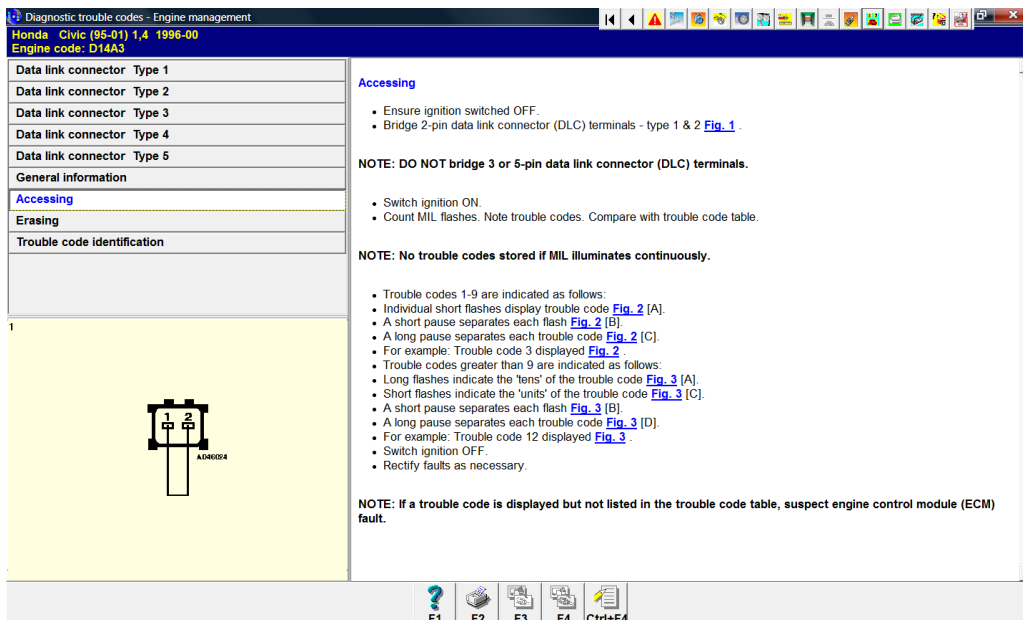 Diagnostic trouble codes - Engine management
Honda Civic (95-01) 1,4 1996-00
Engine code: D14A3
Data link connector Type 1
Data link connector Type 2
Data link connector Type 3
Data link connector Type 4
Data link connector Type 5
General information
Accessing
Erasing
Trouble code identification
1
1 2
AD46024
Accessing
• Ensure ignition switched OFF.
• Bridge 2-pin data link connector (DLC) terminals - type 1 & 2 Fig. 1 .
NOTE: DO NOT bridge 3 or 5-pin data link connector (DLC) terminals.
• Switch ignition ON.
• Count MIL flashes. Note trouble codes. Compare with trouble code table.
NOTE: No trouble codes stored if MIL illuminates continuously.
• Trouble codes 1-9 are indicated as follows:
• Individual short flashes display trouble code Fig. 2 [A].
• A short pause separates each flash Fig. 2 [B].
• A long pause separates each trouble code Fig. 2 [C].
• For example: Trouble code 3 displayed Fig. 2 .
• Trouble codes greater than 9 are indicated as follows:
• Long flashes indicate the 'tens' of the trouble code Fig. 3 [A].
• Short flashes indicate the 'units' of the trouble code Fig. 3 [C].
• A short pause separates each flash Fig. 3 [B].
• A long pause separates each trouble code Fig. 3 [D].
• For example: Trouble code 12 displayed Fig. 3 .
• Switch ignition OFF.
• Rectify faults as necessary.
NOTE: If a trouble code is displayed but not listed in the trouble code table, suspect engine control module (ECM)
fault.
F1 F2 F3 F4 Ctrl+F4